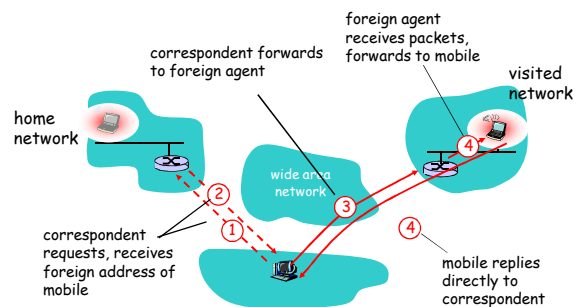 foreign agent
receives packets,
forwards to mobile
correspondent forwards
to foreign agent
visited
network
home
network
wide area
network
4
3
2
1
4
correspondent
requests, receives
foreign address of
mobile
mobile replies
directly to
correspondent